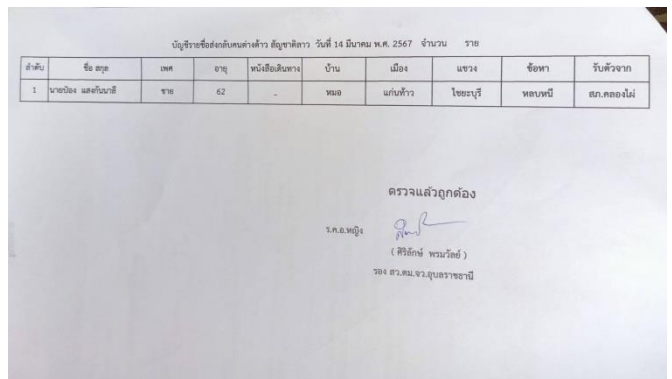 บัญชีรายชื่อส่งกลับคนต่างด้าว สัญชาติลาว วันที่ 14 มีนาคม พ.ศ. 2567 จำนวน ราย
ลำดับ ชื่อ สกุล เพศ อายุ หนังสือเดินทาง บ้าน เมือง แขวง ข้อหา รับตัวจาก
1 นายป๋อง แสงกันนาลี ชาย 62 - หมอ แก่นท้าว ไชยะบุรี หลบหนี สภ.คลองไผ่
ตรวจแล้วถูกต้อง
ร.ต.อ.หญิง
( ศิริลักษ์ พรมวัลย์ )
รอง สว.ตม.จว.อุบลราชธานี